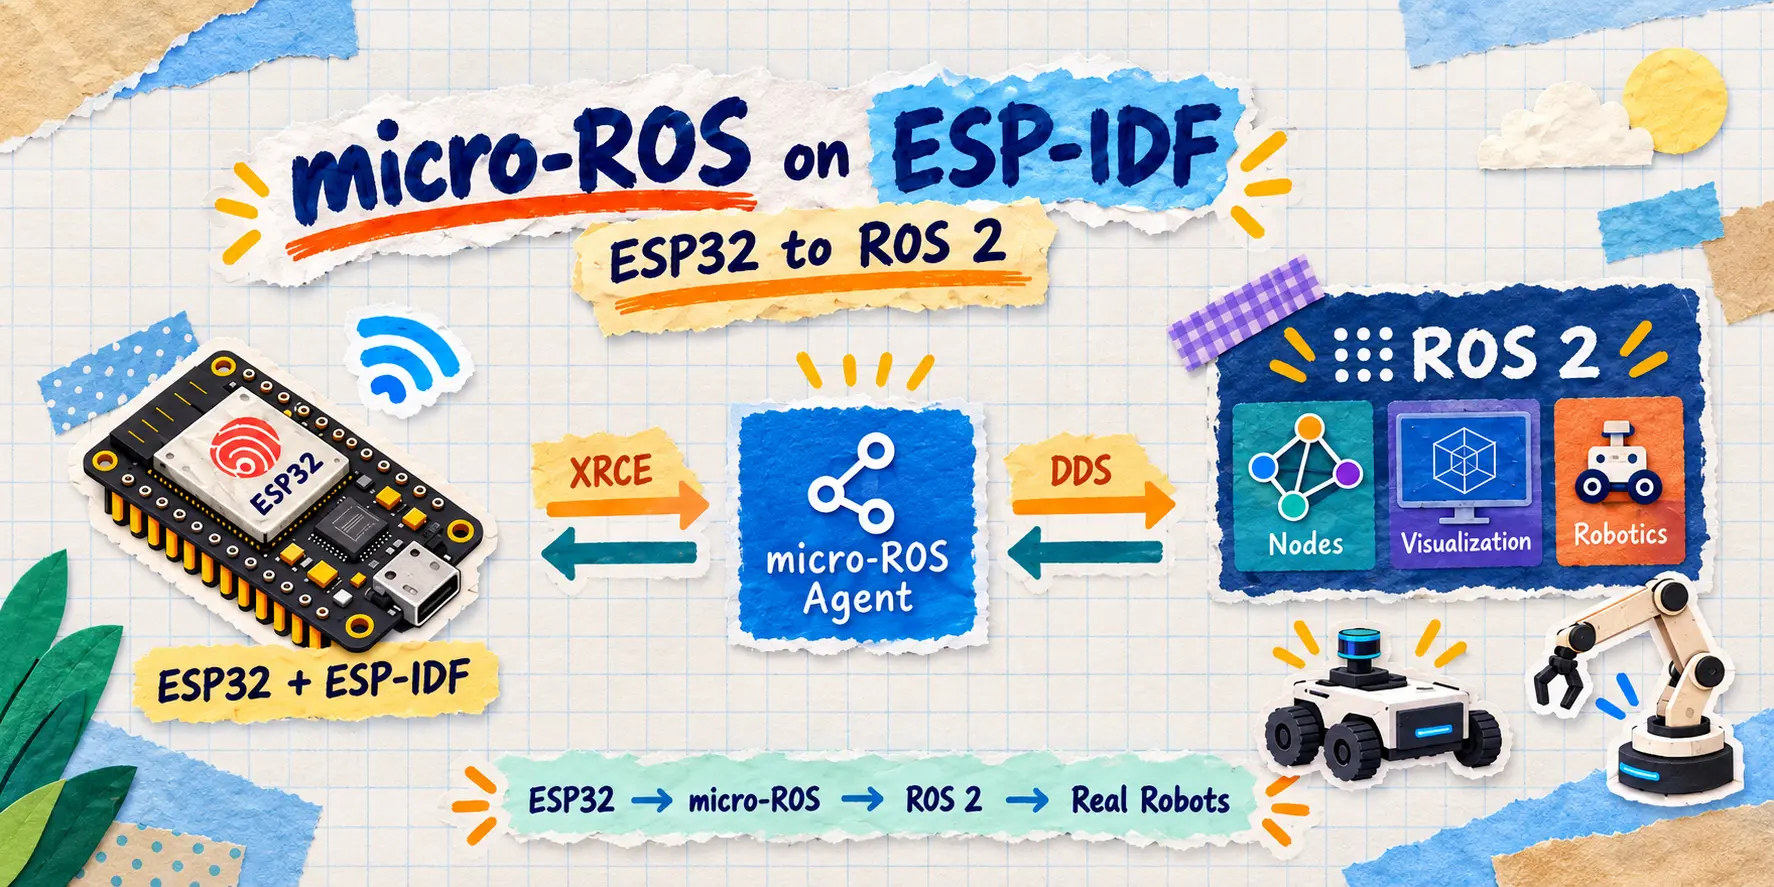 micro-ROS on ESP-IDF
ESP32 to ROS 2
ESP32
ESP32 + ESP-IDF
XRCE
micro-ROS
Agent
DDS
ROS 2
Nodes
Visualization
Robotics
ESP32 → micro-ROS → ROS 2 → Real Robots